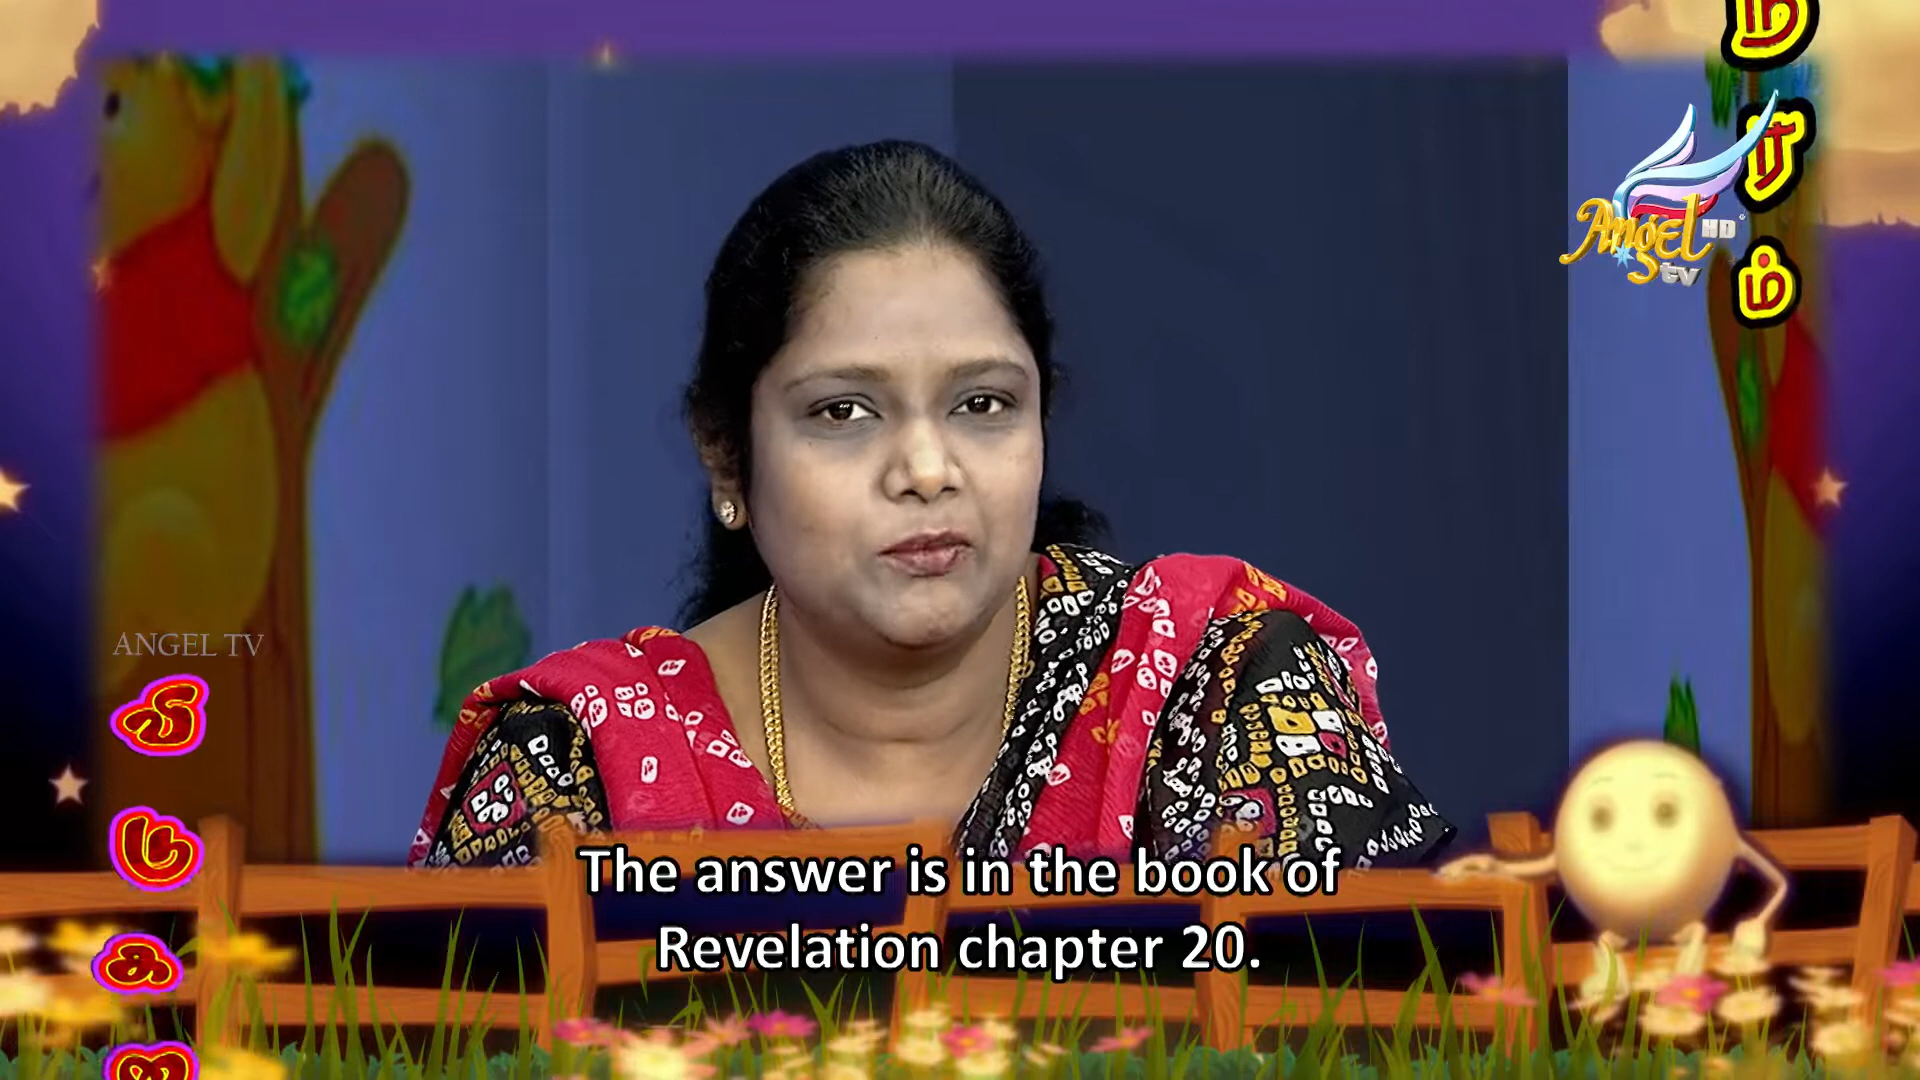 ம்
ர
ம்
Angel HD
tv
ANGEL TV
வி
டு
க
The answer is in the book of
Revelation chapter 20.